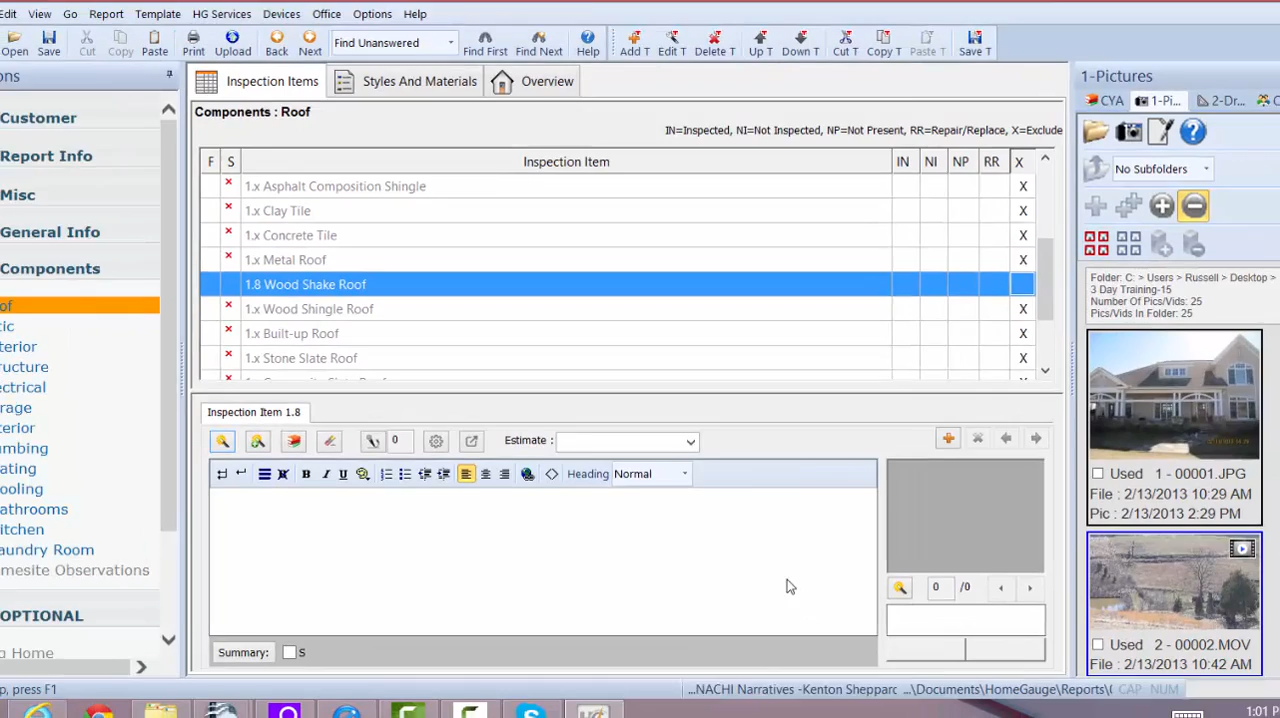 Edit View Go Report Template HG Services Devices Office Options Help
Open Save Cut Copy Paste Print Upload Back Next Find Unanswered Find First Find Next Help Add T Edit T Delete T Up T Down T Cut T Copy T Paste T Save T
ons
Customer
Report Info
Misc
General Info
Components
of
tic
terior
ructure
ectrical
rage
terior
umbing
ating
ooling
throoms
itchen
aundry Room
mesite Observations
OPTIONAL
g Home
p, press F1
Inspection Items Styles And Materials Overview
Components : Roof
IN=Inspected, NI=Not Inspected, NP=Not Present, RR=Repair/Replace, X=Exclude
F S Inspection Item IN NI NP RR X
1.x Asphalt Composition Shingle X
1.x Clay Tile X
1.x Concrete Tile X
1.x Metal Roof X
1.8 Wood Shake Roof
1.x Wood Shingle Roof X
1.x Built-up Roof X
1.x Stone Slate Roof X
Inspection Item 1.8
0 Estimate :
B I U Heading Normal
0 /0
Summary: S
1-Pictures
CYA 1-Pi... 2-Dr...
No Subfolders
Folder: C: > Users > Russell > Desktop >
3 Day Training-15
Number Of Pics/Vids: 25
Pics/Vids In Folder: 25
Used 1 - 00001.JPG
File : 2/13/2013 10:29 AM
Pic : 2/13/2013 2:29 PM
Used 2 - 00002.MOV
File : 2/13/2013 10:42 AM
...NACHI Narratives -Kenton Sheppard ...\Documents\HomeGauge\Reports\( CAP NUM
1:01 P